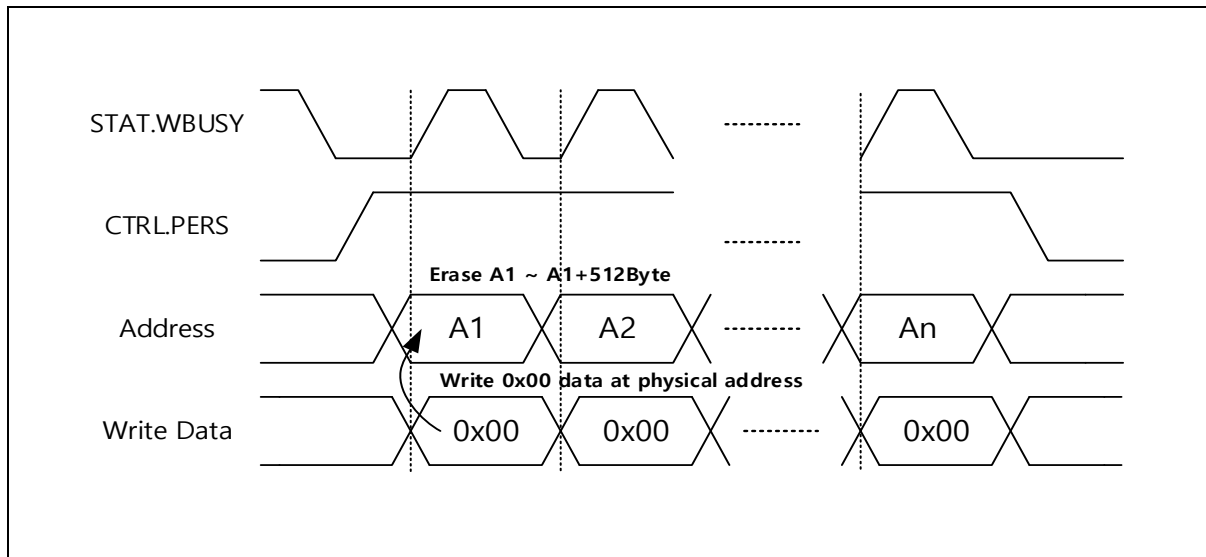 STAT.WBUSY
CTRL.PERS
Erase A1 ~ A1+512Byte
Address A1 A2 An
Write 0x00 data at physical address
Write Data 0x00 0x00 0x00